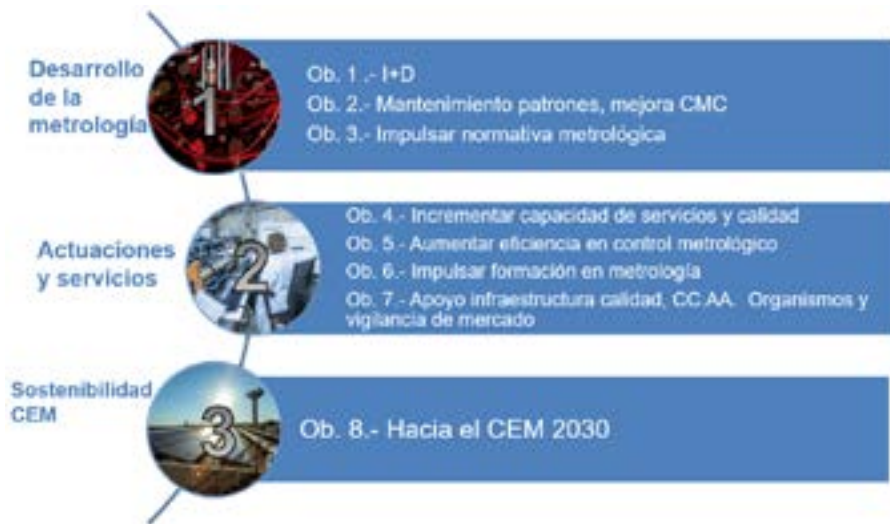 Desarrollo
de la
metrología
1
Ob. 1 .- I+D
Ob. 2.- Mantenimiento patrones, mejora CMC
Ob. 3.- Impulsar normativa metrológica
Actuaciones
y servicios
2
Ob. 4.- Incrementar capacidad de servicios y calidad
Ob. 5 - Aumentar eficiencia en control metrológico
Ob. 6.- Impulsar formación en metrología
Ob. 7 - Apoyo infraestructura calidad, CC.AA. Organismos y
vigilancia de mercado
Sostenibilidad
CEM
3
Ob. 8.- Hacia el CEM 2030